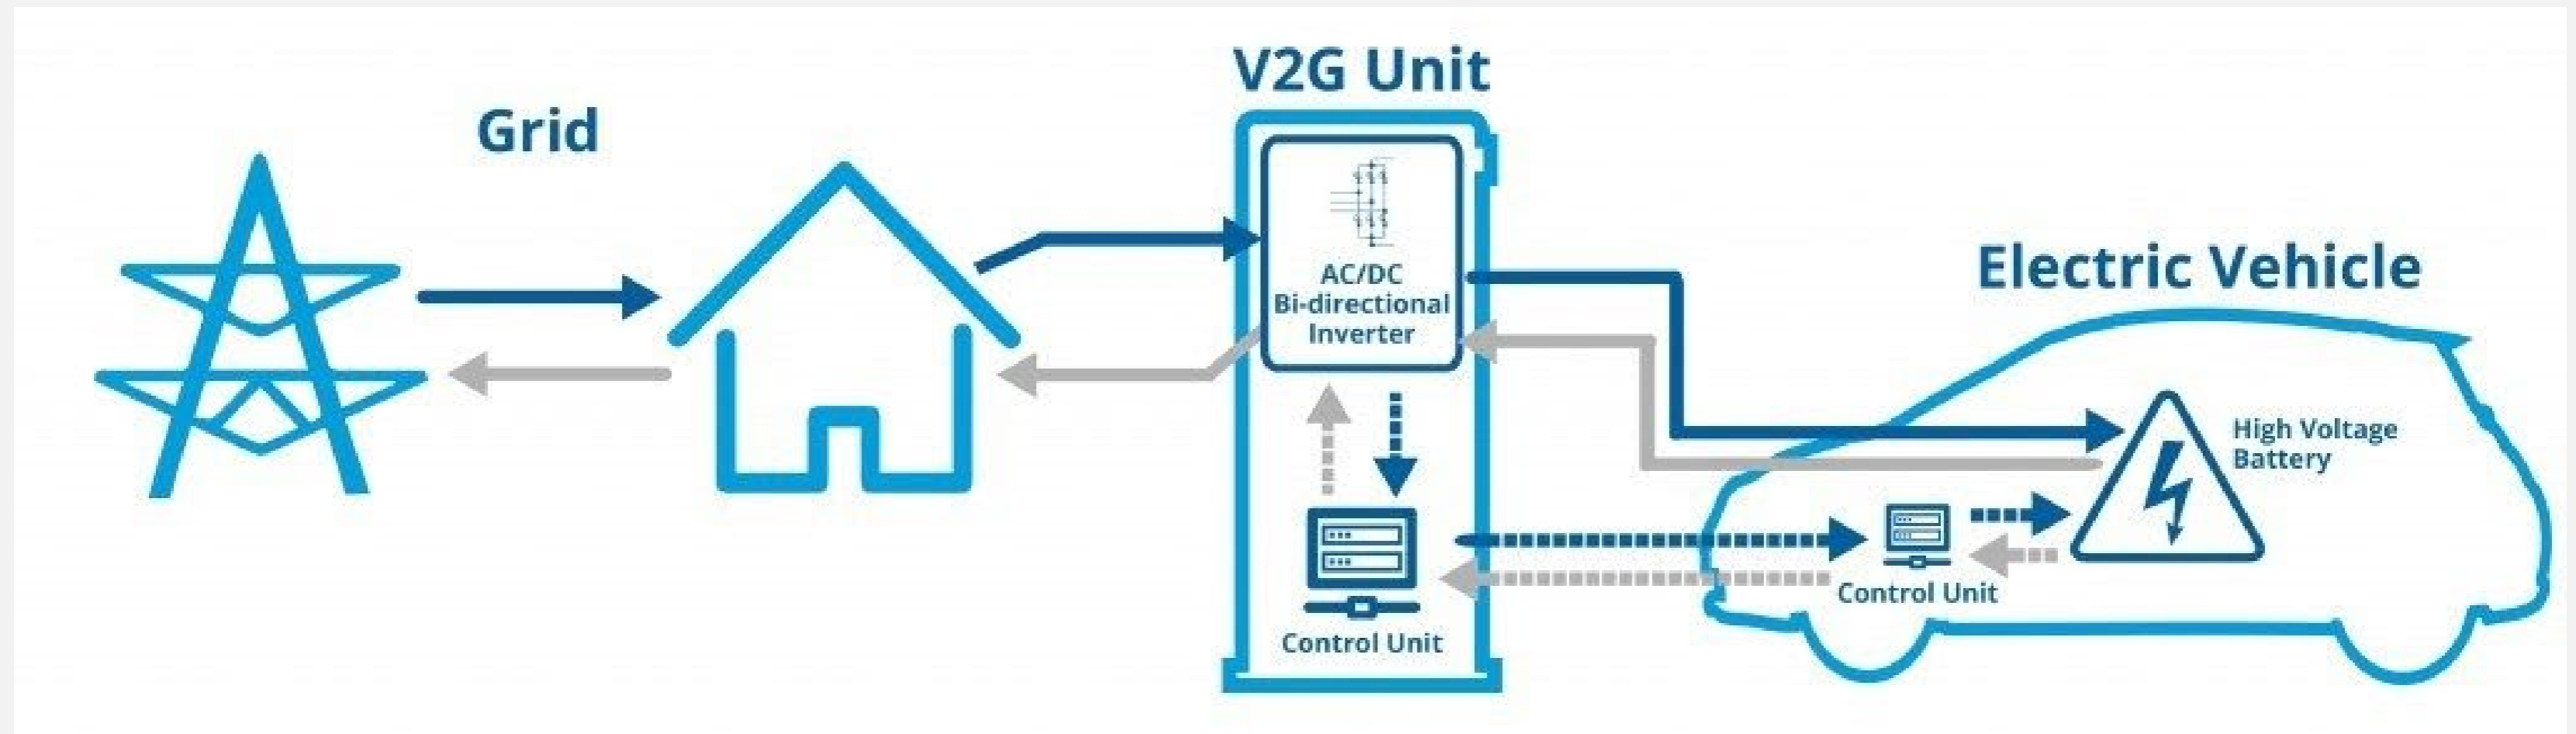 Grid
V2G Unit
AC/DC
Bi-directional
Inverter
Control Unit
Electric Vehicle
High Voltage
Battery
Control Unit